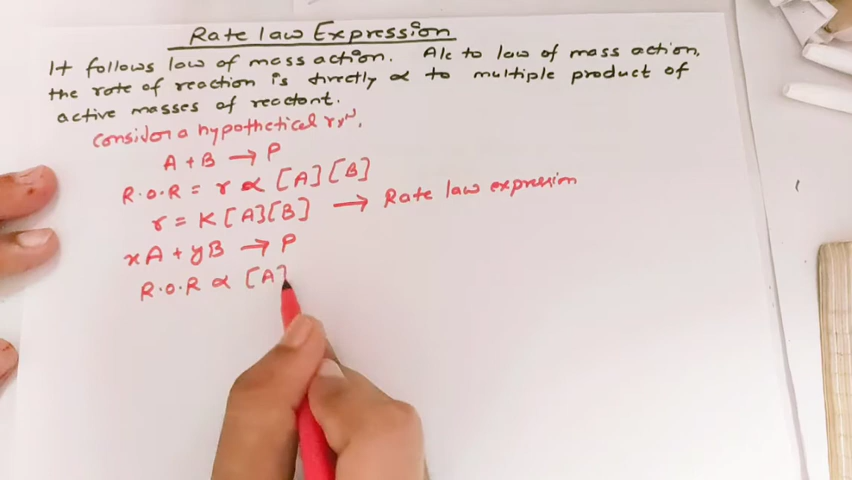 Rate law Expression
It follows law of mass action. A/c to law of mass action,
the rate of reaction is directly ∝ to multiple product of
active masses of reactant.
Consider a hypothetical rxⁿ,
A + B → P
R.O.R = r ∝ [A][B]
r = K[A][B] → Rate law expression
xA + yB → P
R.O.R ∝ [A]